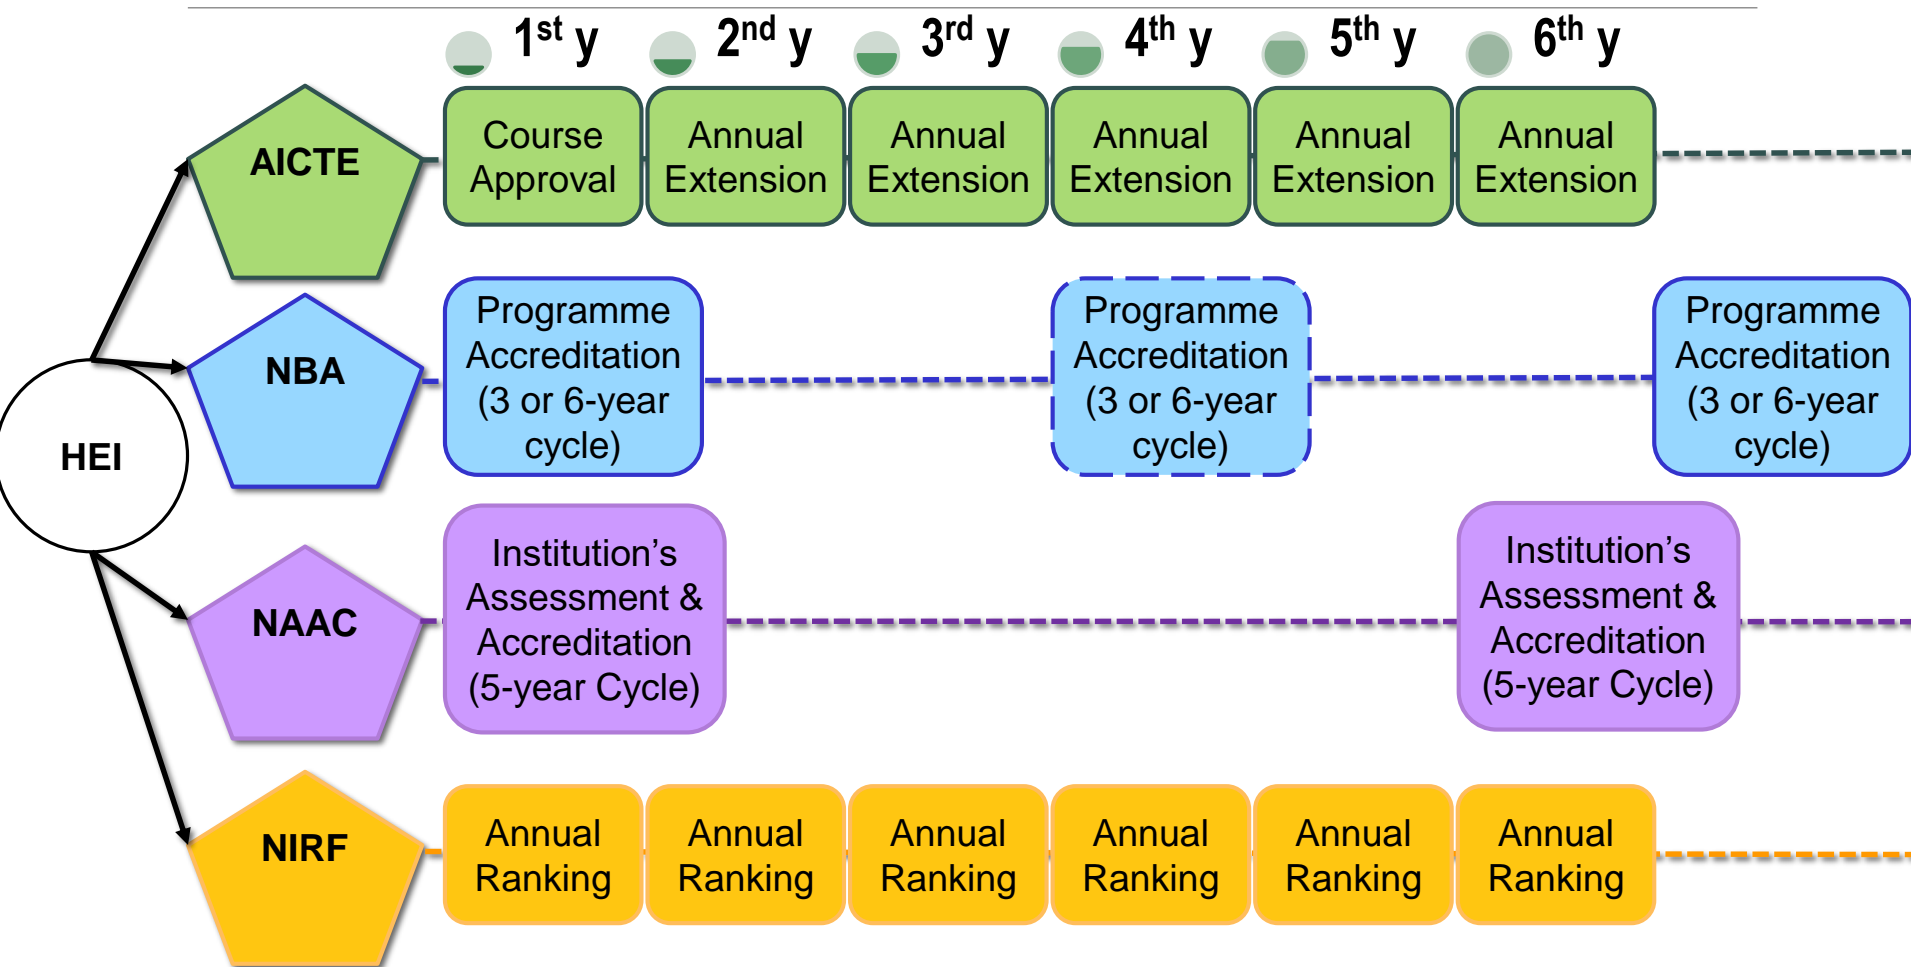 1st y 2nd y 3rd y 4th y 5th y 6th y
AICTE
Course
Approval
Annual
Extension
Annual
Extension
Annual
Extension
Annual
Extension
Annual
Extension
HEI
NBA
Programme
Accreditation
(3 or 6-year
cycle)
Programme
Accreditation
(3 or 6-year
cycle)
Programme
Accreditation
(3 or 6-year
cycle)
NAAC
Institution’s
Assessment &
Accreditation
(5-year Cycle)
Institution’s
Assessment &
Accreditation
(5-year Cycle)
NIRF
Annual
Ranking
Annual
Ranking
Annual
Ranking
Annual
Ranking
Annual
Ranking
Annual
Ranking